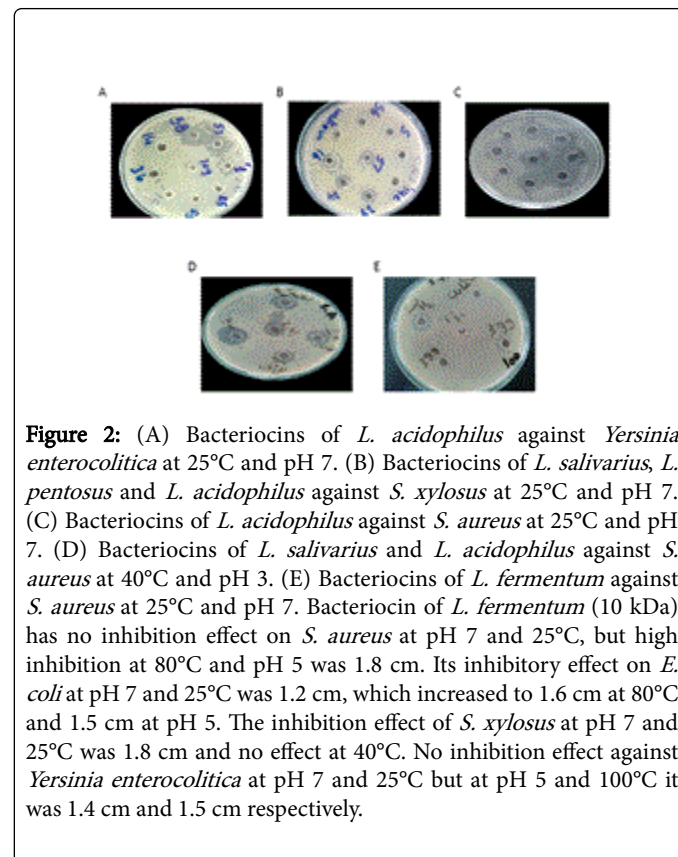 A
B
C
D
E
Figure 2: (A) Bacteriocins of L. acidophilus against Yersinia
enterocolitica at 25°C and pH 7. (B) Bacteriocins of L. salivarius, L.
pentosus and L. acidophilus against S. xylosus at 25°C and pH 7.
(C) Bacteriocins of L. acidophilus against S. aureus at 25°C and pH
7. (D) Bacteriocins of L. salivarius and L. acidophilus against S.
aureus at 40°C and pH 3. (E) Bacteriocins of L. fermentum against
S. aureus at 25°C and pH 7. Bacteriocin of L. fermentum (10 kDa)
has no inhibition effect on S. aureus at pH 7 and 25°C, but high
inhibition at 80°C and pH 5 was 1.8 cm. Its inhibitory effect on E.
coli at pH 7 and 25°C was 1.2 cm, which increased to 1.6 cm at 80°C
and 1.5 cm at pH 5. The inhibition effect of S. xylosus at pH 7 and
25°C was 1.8 cm and no effect at 40°C. No inhibition effect against
Yersinia enterocolitica at pH 7 and 25°C but at pH 5 and 100°C it
was 1.4 cm and 1.5 cm respectively.